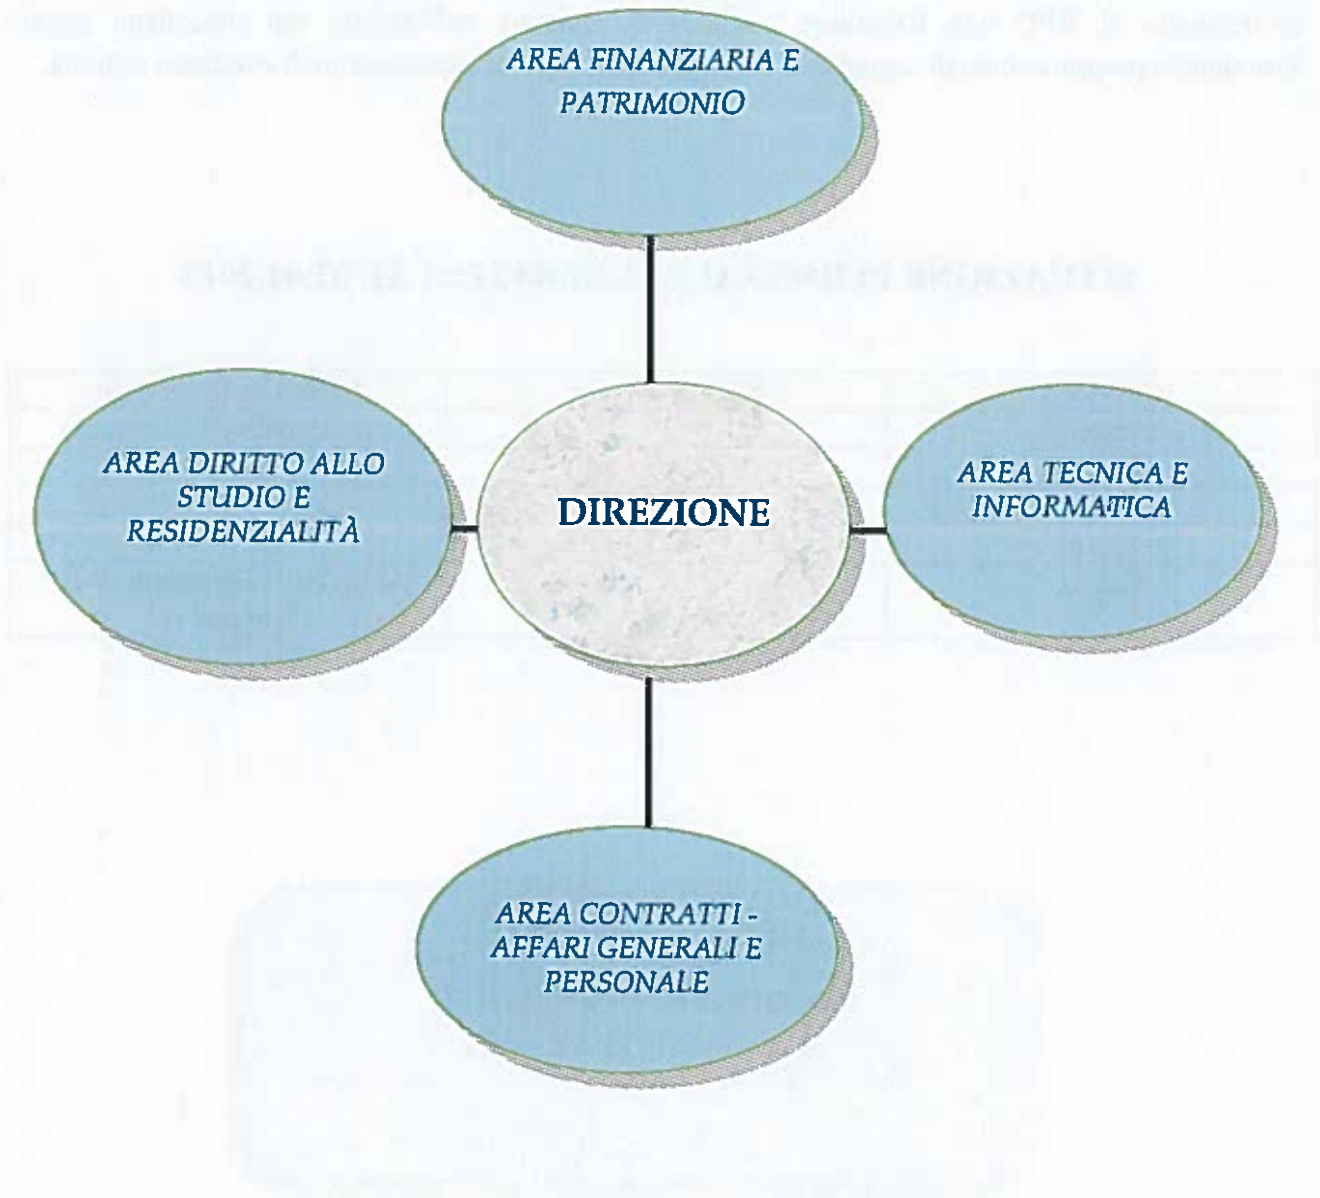 AREA FINANZIARIA E
PATRIMONIO
AREA DIRITTO ALLO
STUDIO E
RESIDENZIALITÀ
DIREZIONE
AREA TECNICA E
INFORMATICA
AREA CONTRATTI -
AFFARI GENERALI E
PERSONALE